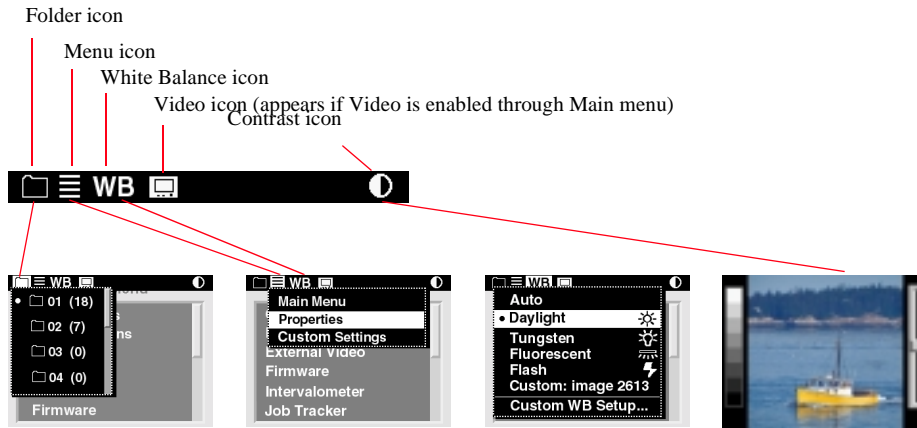 Folder icon
Menu icon
White Balance icon
Video icon (appears if Video is enabled through Main menu)
Contrast icon
WB
WB
01 (18)
02 (7)
03 (0)
04 (0)
Firmware
WB
Main Menu
Properties
Custom Settings
External Video
Firmware
Intervalometer
Job Tracker
WB
Auto
Daylight
Tungsten
Fluorescent
Flash
Custom: image 2613
Custom WB Setup...